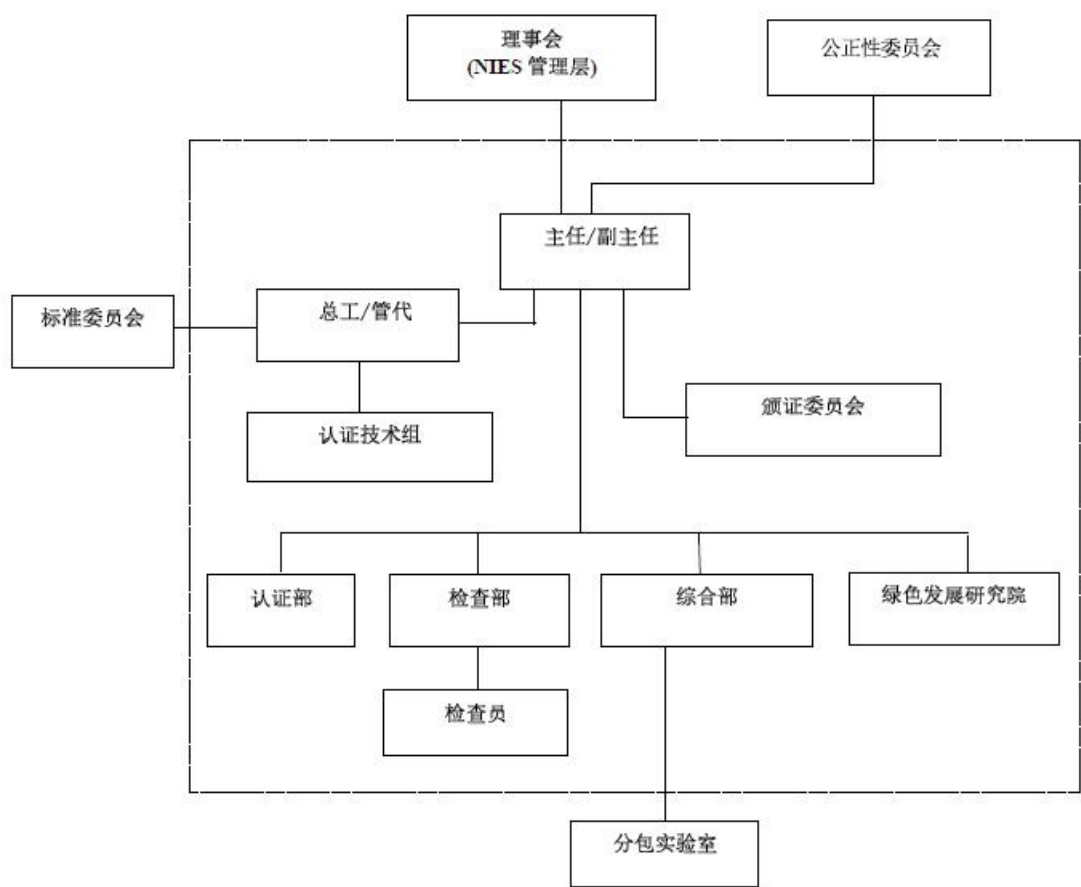 理事会
(NIES 管理层)
公正性委员会
主任/副主任
标准委员会
总工/管代
颁证委员会
认证技术组
认证部
检查部
综合部
绿色发展研究院
检查员
分包实验室